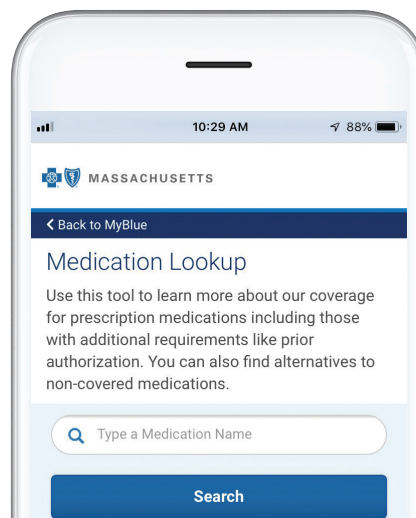 10:29 AM 88%
MASSACHUSETTS
Back to MyBlue
Medication Lookup
Use this tool to learn more about our coverage
for prescription medications including those
with additional requirements like prior
authorization. You can also find alternatives to
non-covered medications.
Type a Medication Name
Search